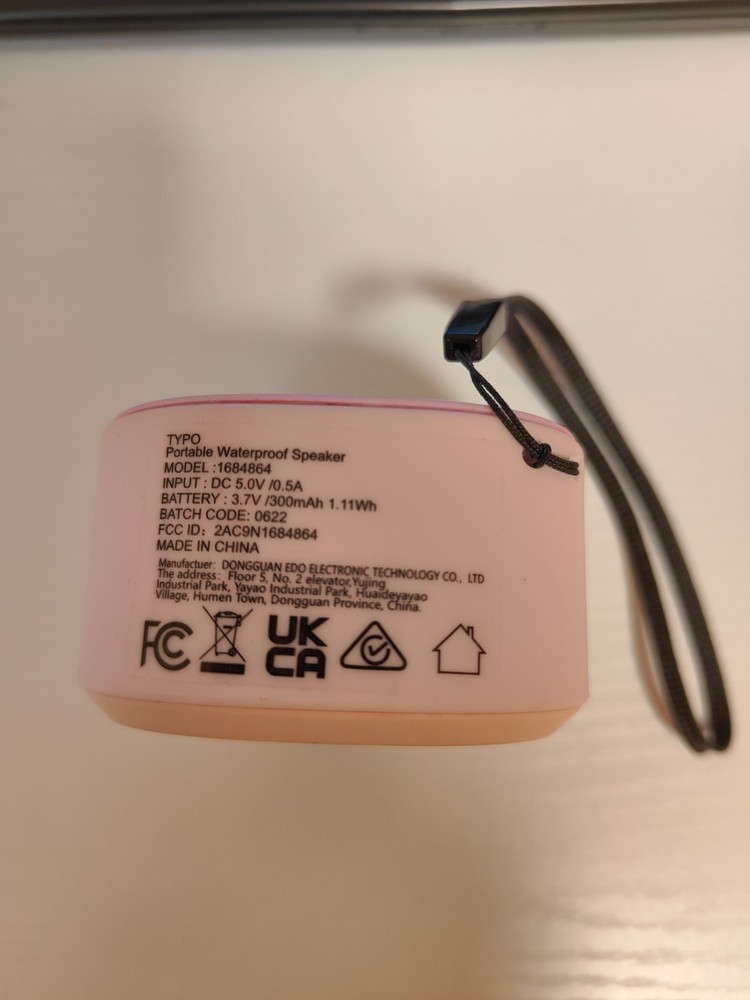 TYPO
Portable Waterproof Speaker
MODEL :1684864
INPUT : DC 5.0V /0.5A
BATTERY : 3.7V /300mAh 1.11Wh
BATCH CODE: 0622
FCC ID: 2AC9N1684864
MADE IN CHINA
Manufactuer: DONGGUAN EDO ELECTRONIC TECHNOLOGY CO., LTD
The address: Floor 5, No. 2 elevator,Yujing
Industrial Park, Yayao Industrial Park, Huaideyayao
Village, Humen Town, Dongguan Province, China.
FC UK
CA